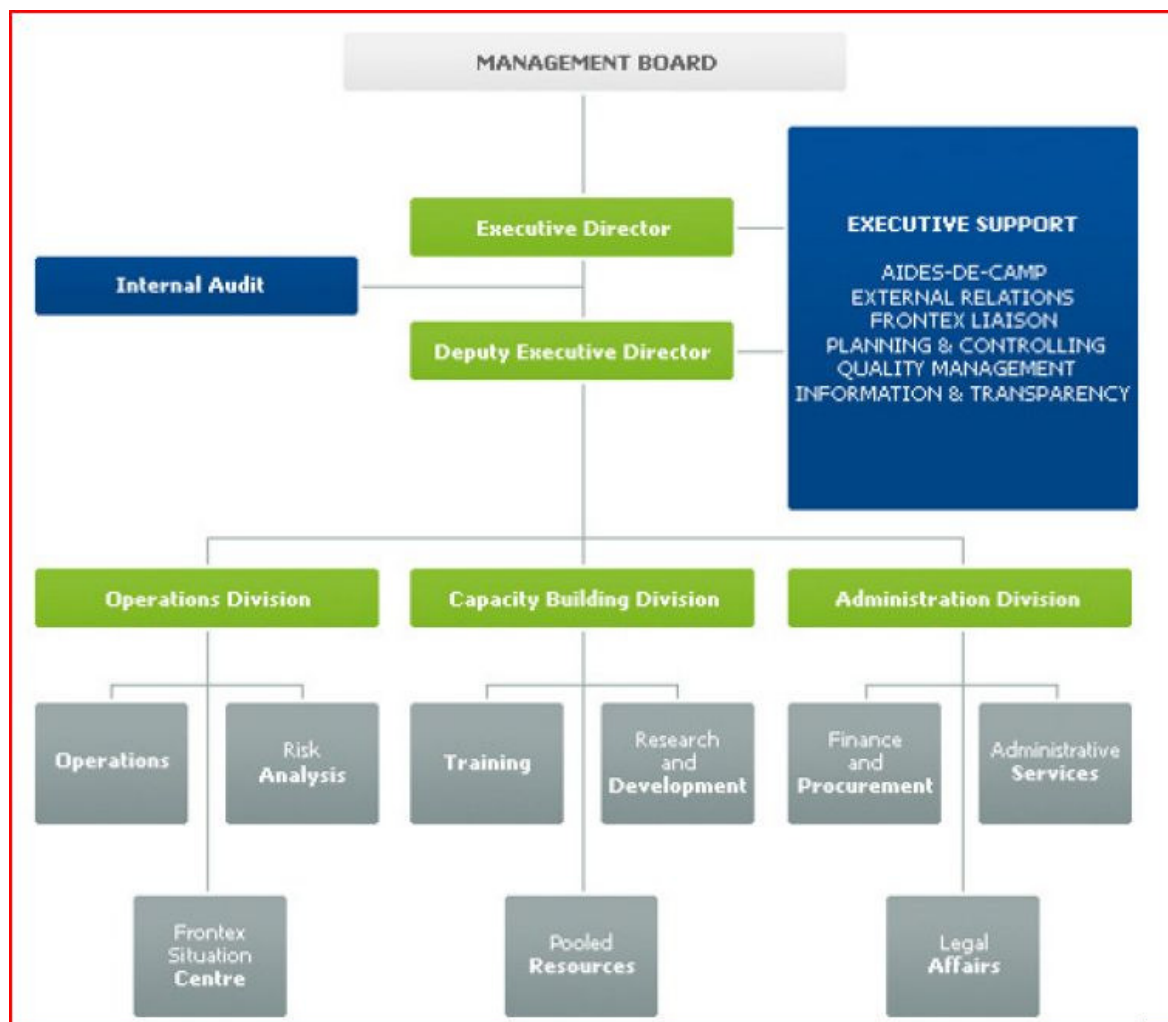 MANAGEMENT BOARD
Executive Director
Internal Audit
Deputy Executive Director
EXECUTIVE SUPPORT
AIDES-DE-CAMP
EXTERNAL RELATIONS
FRONTEX LIAISON
PLANNING & CONTROLLING
QUALITY MANAGEMENT
INFORMATION & TRANSPARENCY
Operations Division
Capacity Building Division
Administration Division
Operations
Risk
Analysis
Training
Research
and
Development
Finance
and
Procurement
Administrative
Services
Frontex
Situation
Centre
Pooled
Resources
Legal
Affairs